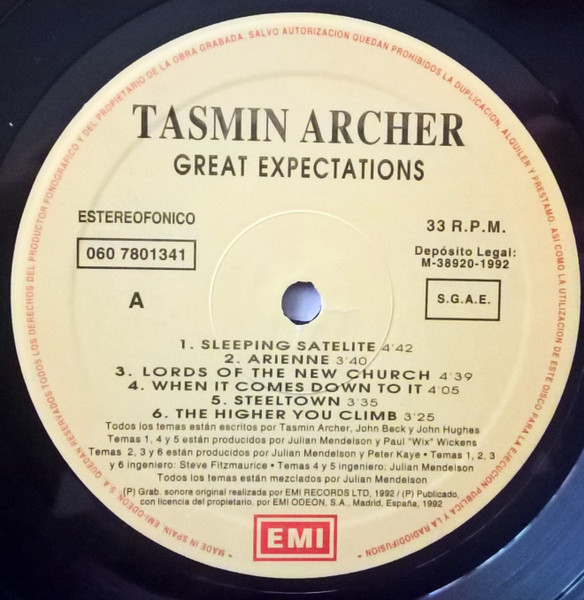 TODOS LOS DERECHOS DEL PRODUCTOR FONOGRAFICO Y DEL PROPIETARIO DE LA OBRA GRABADA. SALVO AUTORIZACIÓN QUEDAN PROHIBIDOS LA DUPLICACION, ALQUILER Y PRESTAMO, ASI COMO LA UTILIZACION DE ESTE DISCO PARA LA EJECUCION PUBLICA Y LA RADIODIFUSION"
TASMIN ARCHER
GREAT EXPECTATIONS
ESTEREOFONICO
060 7801341
A
33 R.P.M.
Depósito Legal:
M-38920-1992
S.G.A.E.
1. SLEEPING SATELITE 4'42
2. ARIENNE 3'40
3. LORDS OF THE NEW CHURCH 4'39
4. WHEN IT COMES DOWN TO IT 4'05
5. STEELTOWN 3'35
6. THE HIGHER YOU CLIMB 3'25
Todos los temas están escritos por Tasmin Archer, John Beck y John Hughes
Temas 1, 4 y 5 están producidos por Julian Mendelson y Paul "Wix" Wickens
Temas 2, 3 y 6 están producidos por Julian Mendelson y Peter Kaye • Temas 1, 2, 3
y 6 ingeniero: Steve Fitzmaurice • Temas 4 y 5 ingeniero: Julian Mendelson
Todos los temas están mezclados por Julian Mendelson
(P) Grab. sonora original realizada por EMI RECORDS LTD, 1992 / (P) Publicado,
con licencia del propietario, por EMI ODEON, S.A., Madrid, España, 1992
EMI
" MADE IN SPAIN. EMI-ODEON, S.A. QUEDAN RESERVADOS